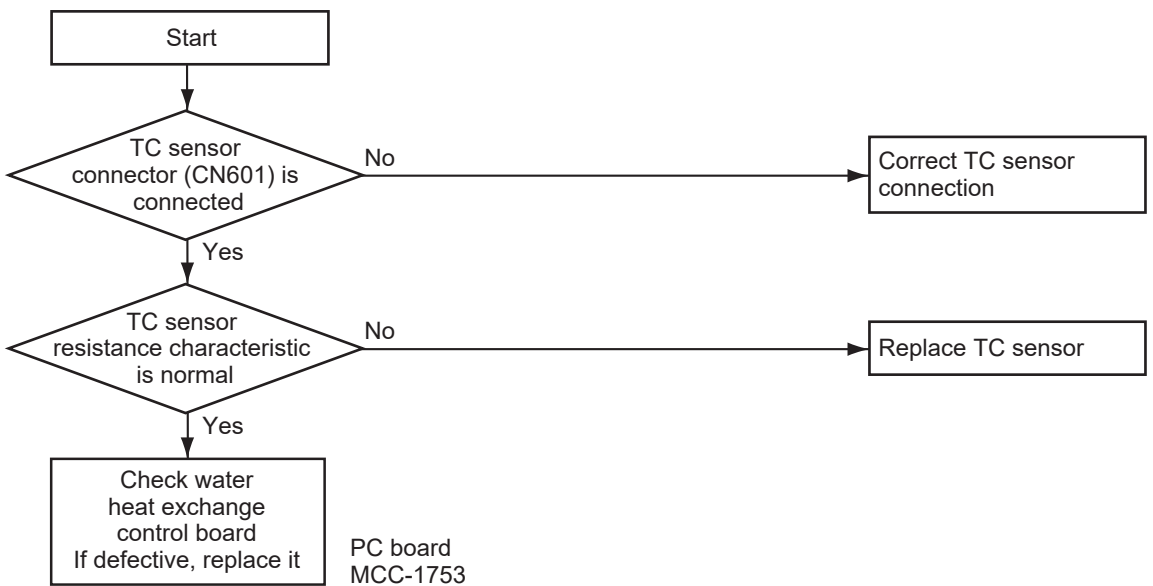 Start
TC sensor
connector (CN601) is
connected
No
Correct TC sensor
connection
Yes
TC sensor
resistance characteristic
is normal
No
Replace TC sensor
Yes
Check water
heat exchange
control board
If defective, replace it
PC board
MCC-1753